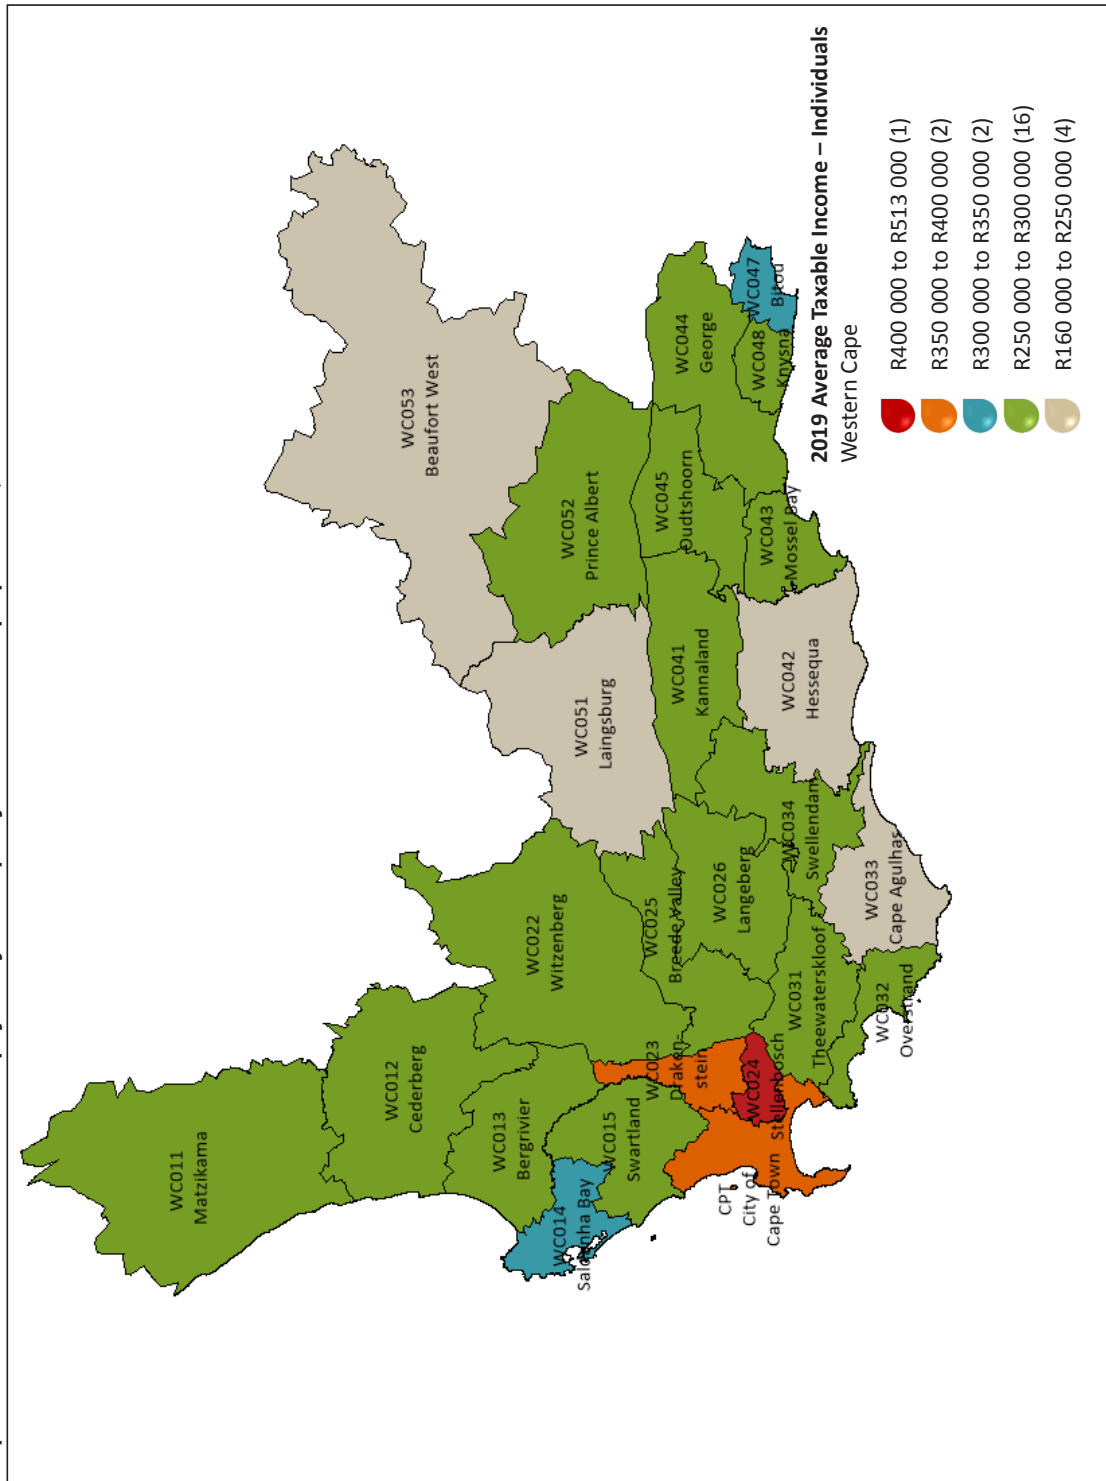 WC011
Matzikama
WC012
Cederberg
WC013
Bergrivier
WC014
Saldanha Bay
WC015
Swartland
CPT
City of
Cape Town
WC022
Witzenberg
WC023
Draken-
stein
WC024
Stellenbosch
WC025
Breede Valley
WC026
Langeberg
WC031
Theewaterskloof
WC032
Overstrand
WC033
Cape Agulhas
WC034
Swellendam
WC051
Laingsburg
WC052
Prince Albert
WC053
Beaufort West
WC041
Kannaland
WC042
Hessequa
WC043
Mossel Bay
WC044
George
WC045
Oudtshoorn
WC047
Bitou
WC048
Knysna
2019 Average Taxable Income – Individuals
Western Cape
R400 000 to R513 000 (1)
R350 000 to R400 000 (2)
R300 000 to R350 000 (2)
R250 000 to R300 000 (16)
R160 000 to R250 000 (4)